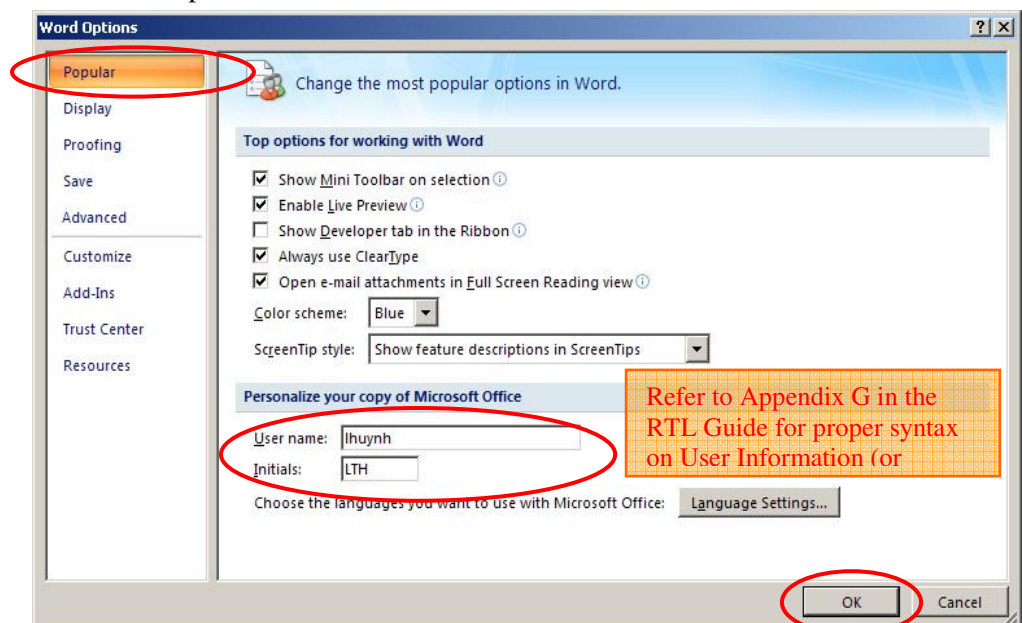 Word Options
Popular
Display
Proofing
Save
Advanced
Customize
Add-Ins
Trust Center
Resources
Change the most popular options in Word.
Top options for working with Word
Show Mini Toolbar on selection
Enable Live Preview
Show Developer tab in the Ribbon
Always use ClearType
Open e-mail attachments in Full Screen Reading view
Color scheme: Blue
ScreenTip style: Show feature descriptions in ScreenTips
Personalize your copy of Microsoft Office
User name: lhuynh
Initials: LTH
Choose the languages you want to use with Microsoft Office: Language Settings...
Refer to Appendix G in the
RTL Guide for proper syntax
on User Information (or
OK Cancel